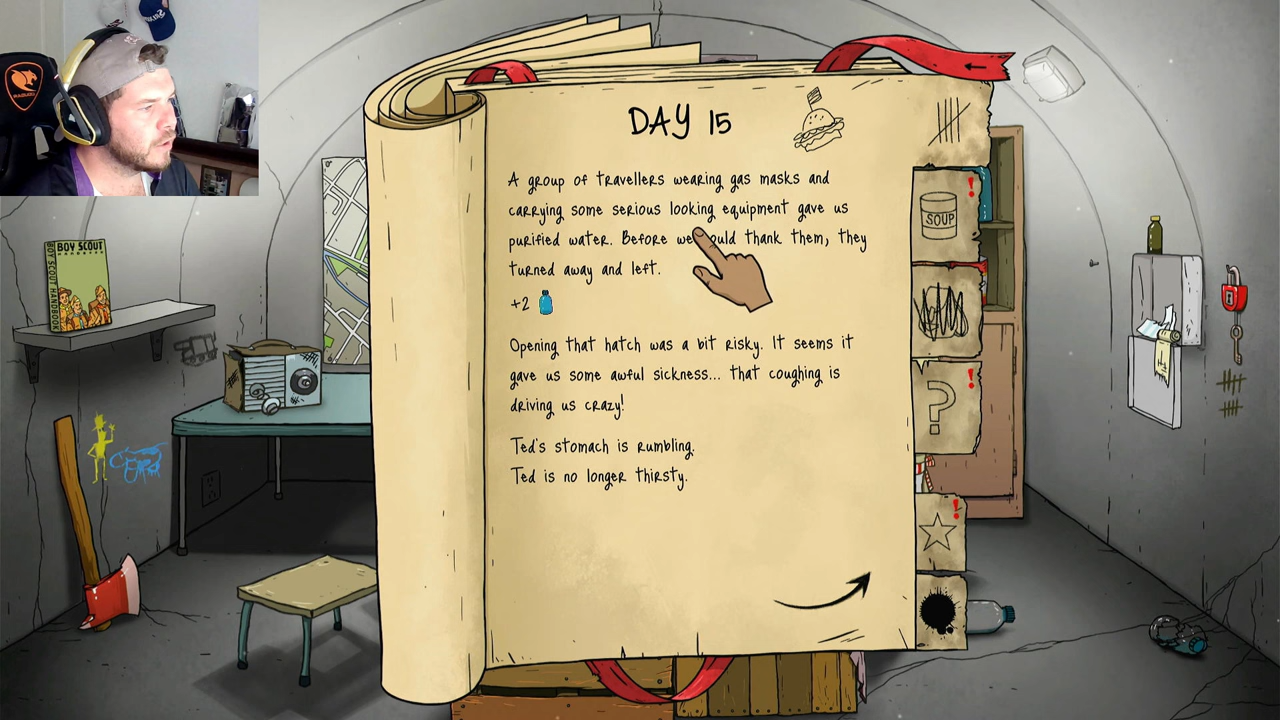 DAY 15
A group of travellers wearing gas masks and
carrying some serious looking equipment gave us
purified water. Before we ould thank them, they
turned away and left.
+2
Opening that hatch was a bit risky. It seems it
gave us some awful sickness... that coughing is
driving us crazy!
Ted's stomach is rumbling.
Ted is no longer thirsty.
SOUP
!
?
!
!
BOY SCOUT
BOY SCOUT HANDBOOK